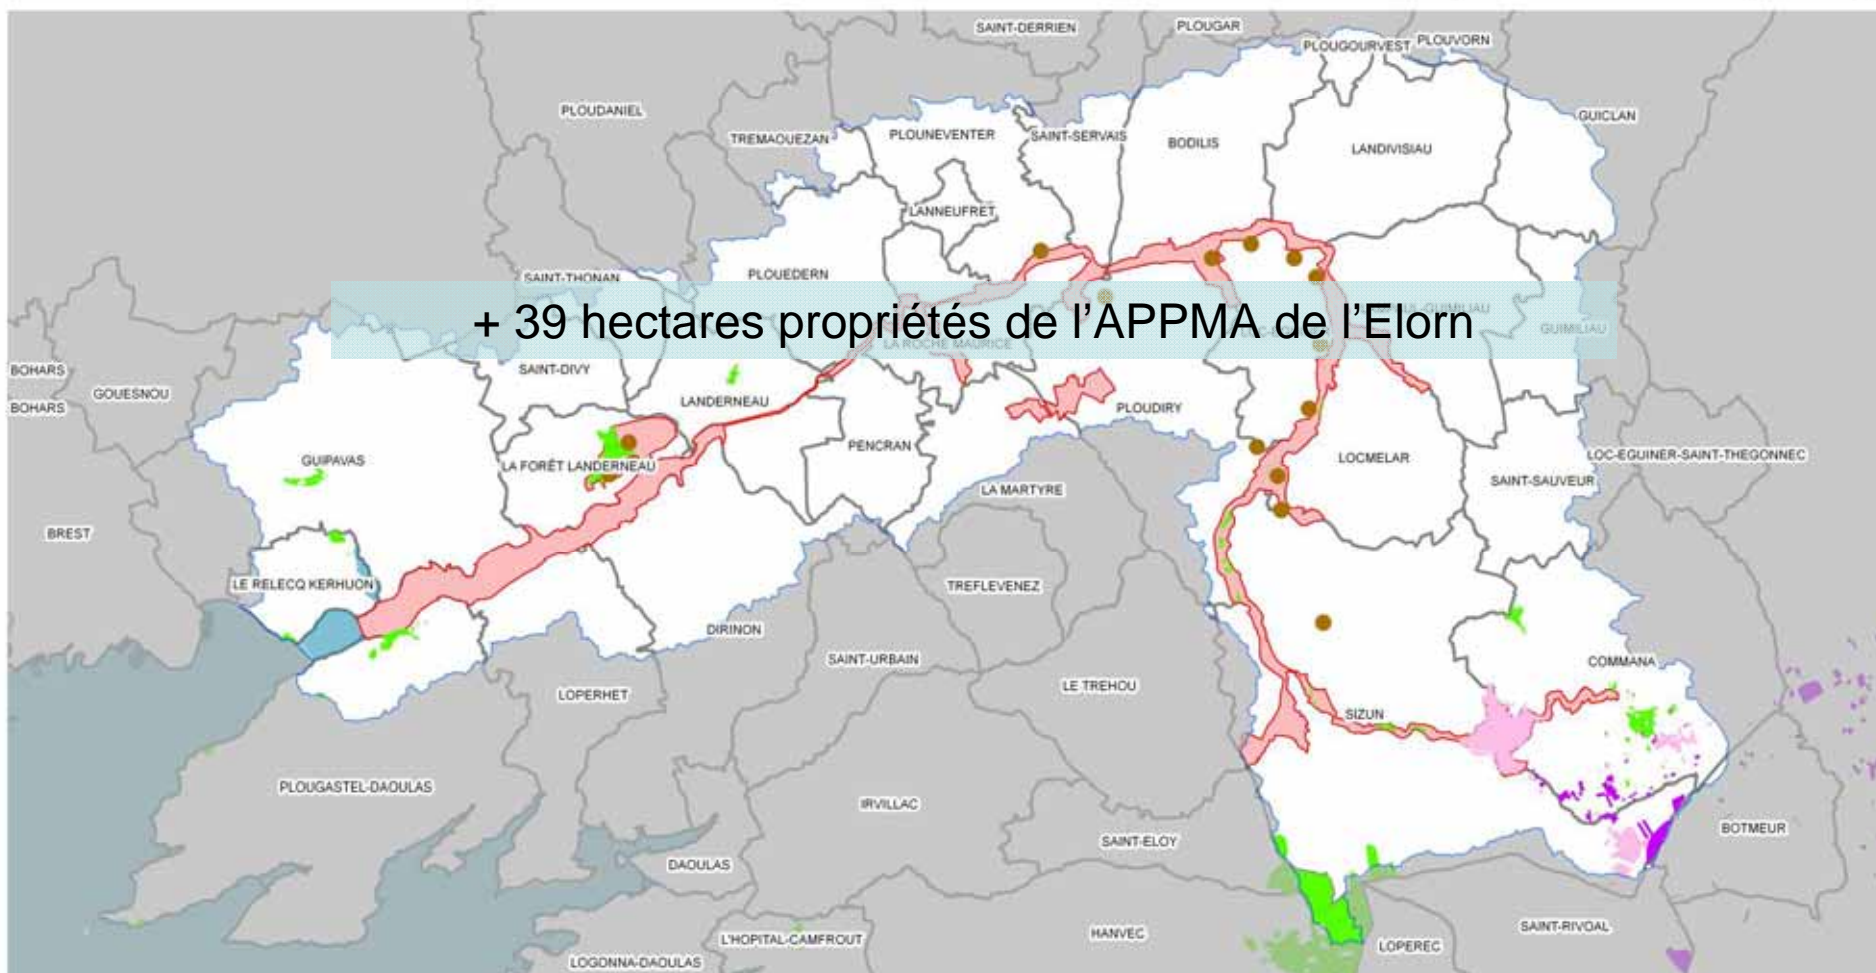 SAINT-DERRIEN
PLOUGAR
PLOUGOURVEST
PLOUVORN
PLOUDANIEL
GUICLAN
TREMAOUEZAN
PLOUNEVENTER
SAINT-SERVAIS
BODILIS
LANDIVISIAU
LANNEUFRET
SAINT-THONAN
PLOUEDERN
+ 39 hectares propriétés de l'APPMA de l'Elorn
GUIMILIAU
LA ROCHE MAURICE
BOHARS
GOUESNOU
BOHARS
SAINT-DIVY
LANDERNEAU
PLOUDIRY
PENCRAN
GUIPAVAS
LA FORÊT LANDERNEAU
LOCMELAR
LOC-EGUINER-SAINT-THEGONNEC
SAINT-SAUVEUR
LA MARTYRE
BREST
LE RELECQ KERHUON
TREFLEVENEZ
DIRINON
SAINT-URBAIN
COMMANA
LOPERHET
LE TREHOU
SIZUN
PLOUGASTEL-DAOULAS
IRVILLAC
BOTMEUR
SAINT-ELOY
DAOULAS
L'HOPITAL-CAMFROUT
HANVEC
SAINT-RIVOAL
LOPEREC
LOGONNA-DAOULAS